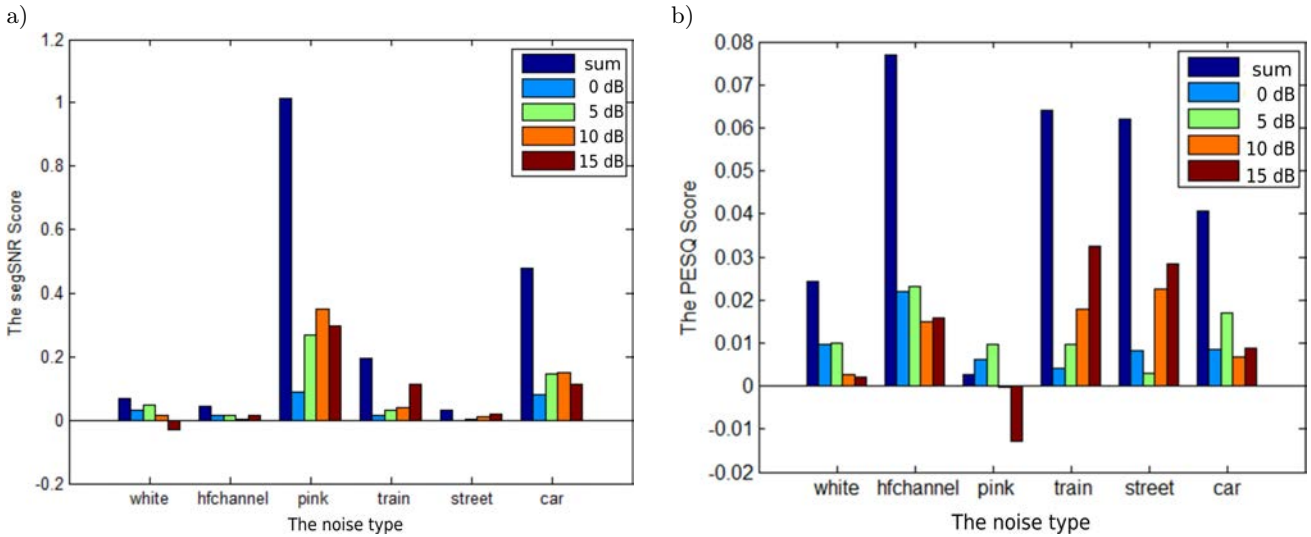 a)
The segSNR Score
1.2
1
0.8
0.6
0.4
0.2
0
-0.2
sum
0 dB
5 dB
10 dB
15 dB
white hfchannel pink train street car
The noise type
b)
The PESQ Score
0.08
0.07
0.06
0.05
0.04
0.03
0.02
0.01
0
-0.01
-0.02
sum
0 dB
5 dB
10 dB
15 dB
white hfchannel pink train street car
The noise type